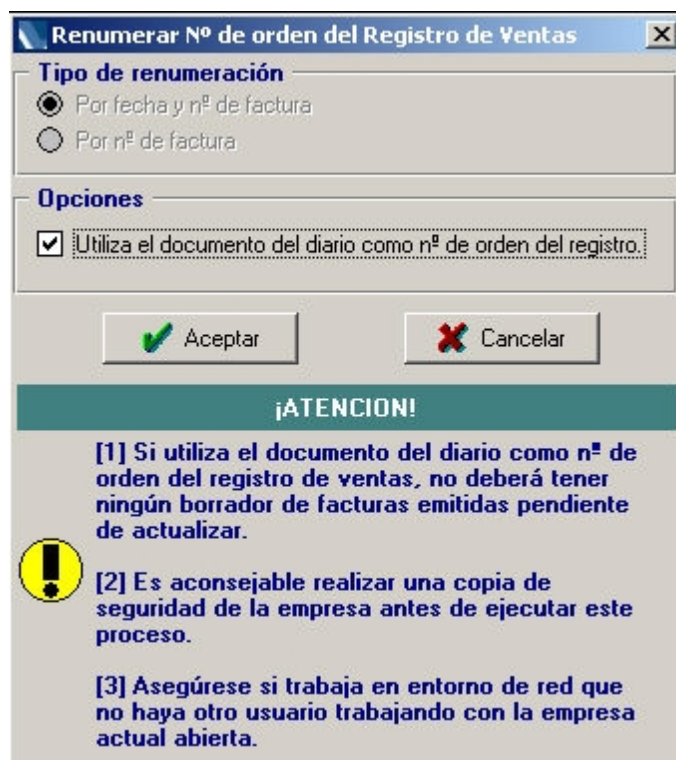 Renumerar Nº de orden del Registro de Ventas
Tipo de renumeración
Por fecha y nº de factura
Por nº de factura
Opciones
Utiliza el documento del diario como nº de orden del registro.
Aceptar
Cancelar
¡ATENCION!
[1] Si utiliza el documento del diario como nº de
orden del registro de ventas, no deberá tener
ningún borrador de facturas emitidas pendiente
de actualizar.
[2] Es aconsejable realizar una copia de
seguridad de la empresa antes de ejecutar este
proceso.
[3] Asegúrese si trabaja en entorno de red que
no haya otro usuario trabajando con la empresa
actual abierta.